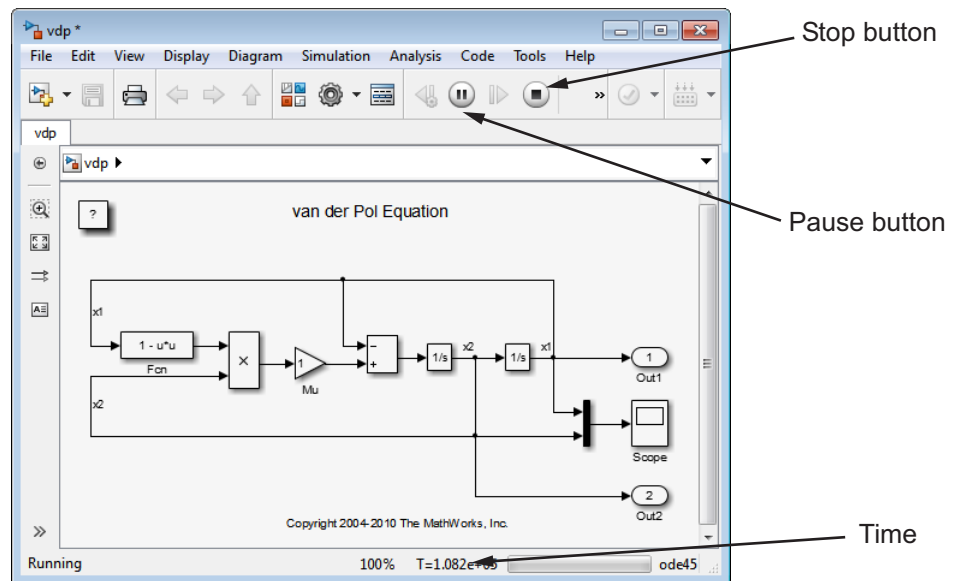 vdp *
Stop button
File Edit View Display Diagram Simulation Analysis Code Tools Help
vdp
vdp
?
van der Pol Equation
Pause button
x1
1 - u*u
Fcn
×
1
Mu
−
+
1/s
x2
1/s
x1
1
Out1
x2
Scope
2
Out2
Copyright 2004-2010 The MathWorks, Inc.
Time
Running 100% ode45